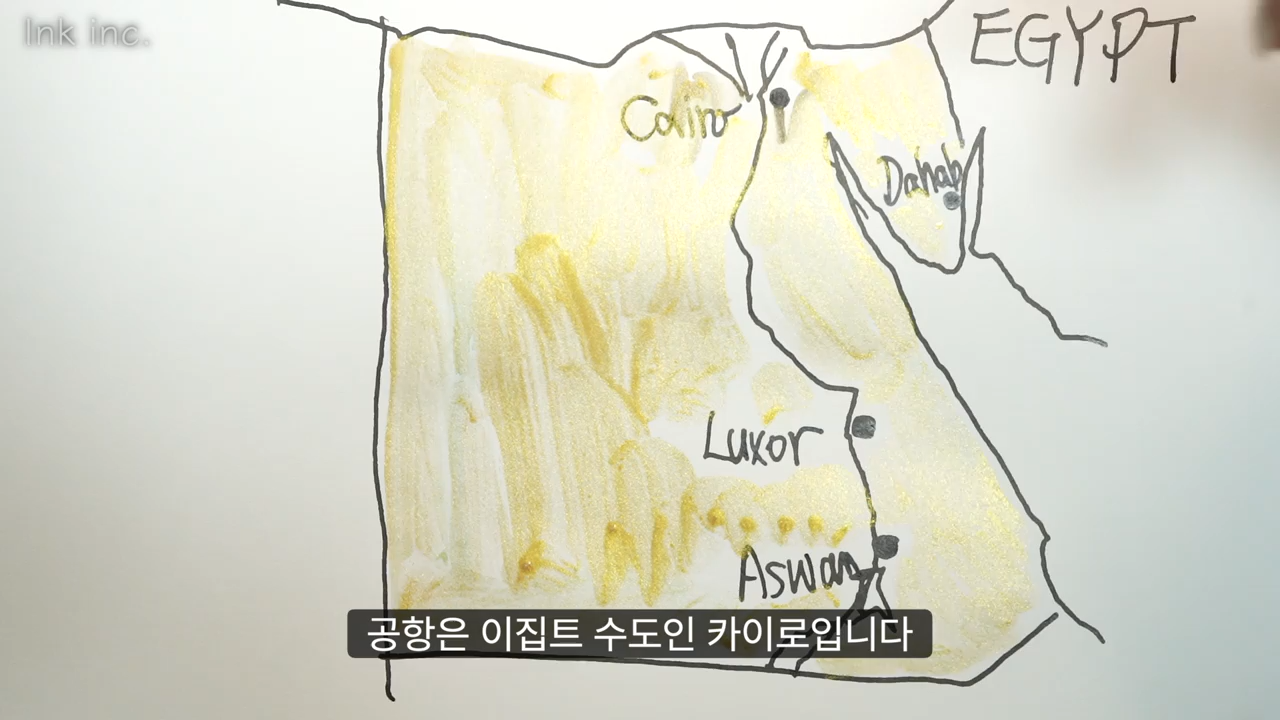 Ink inc.
EGYPT
Cairo
Dahab
Luxor
Aswan
공항은 이집트 수도인 카이로입니다